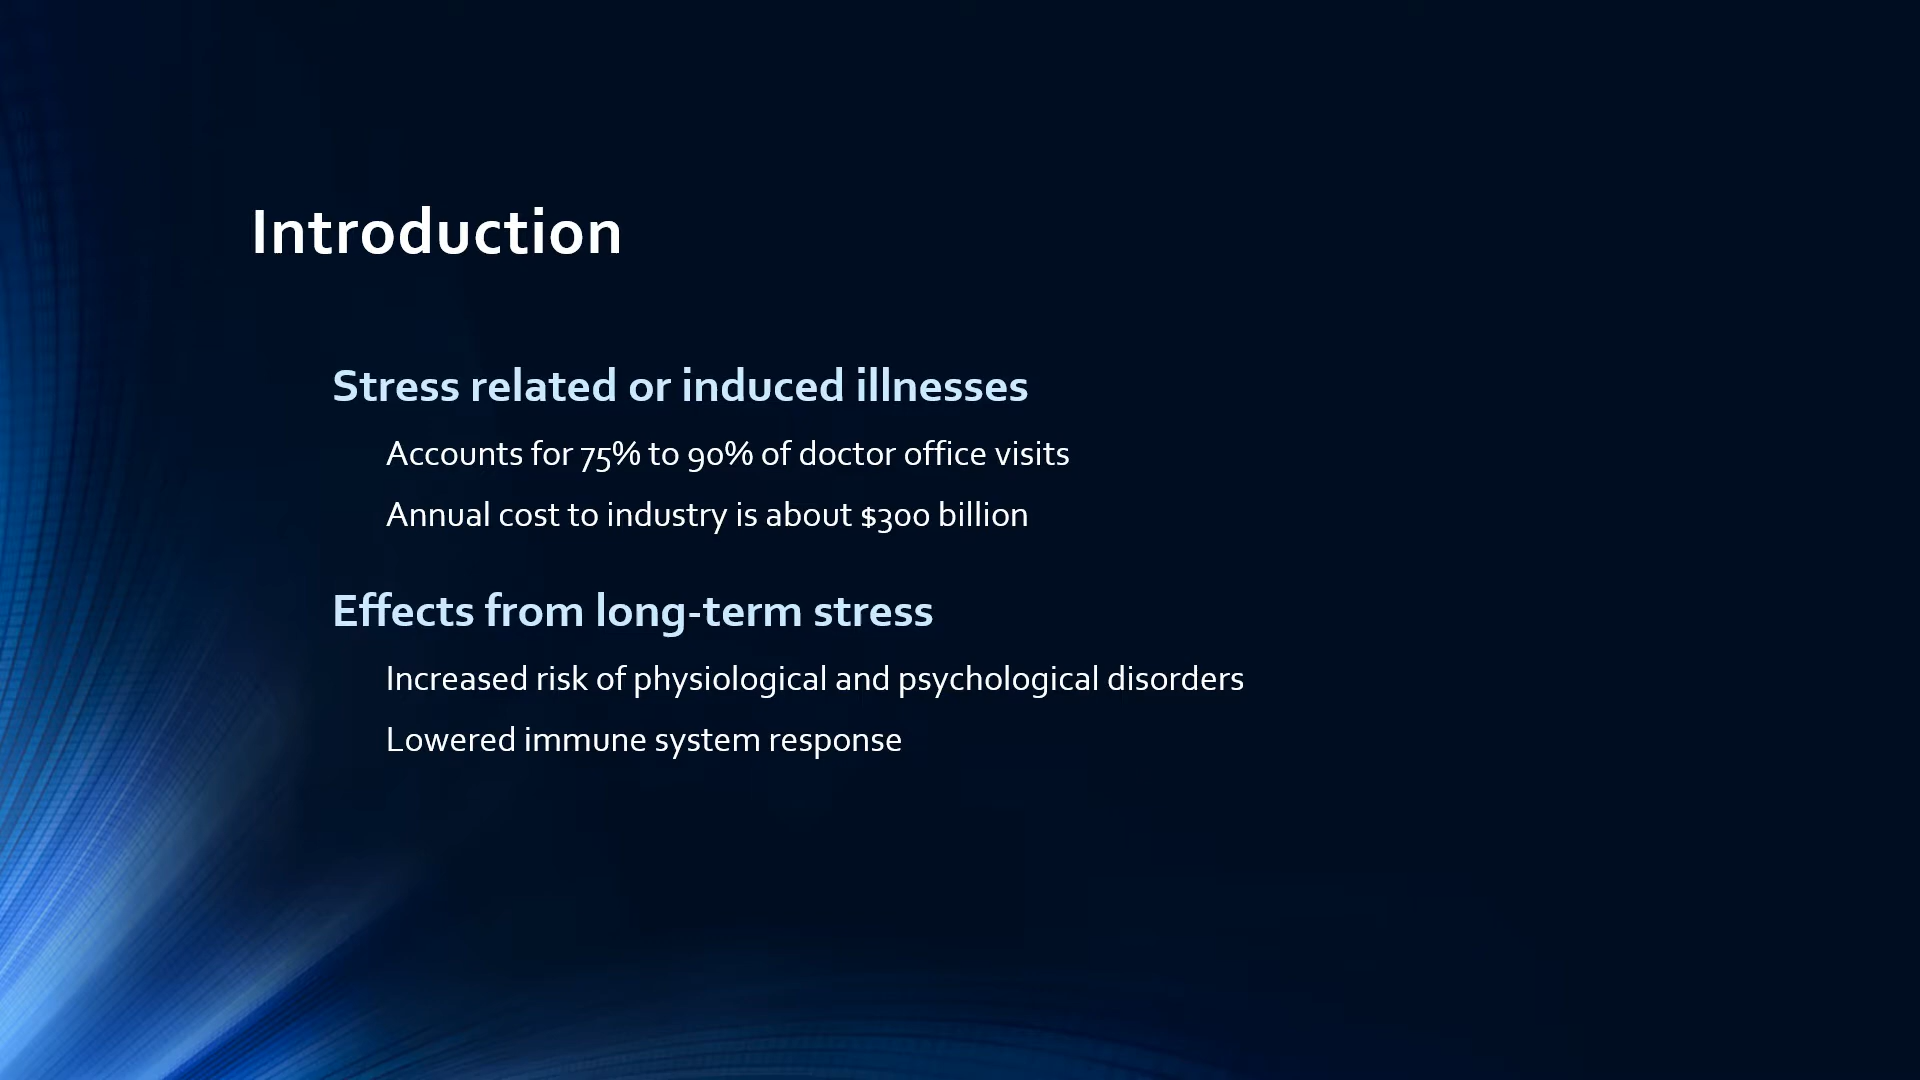 Introduction
Stress related or induced illnesses
Accounts for 75% to 90% of doctor office visits
Annual cost to industry is about $300 billion
Effects from long-term stress
Increased risk of physiological and psychological disorders
Lowered immune system response